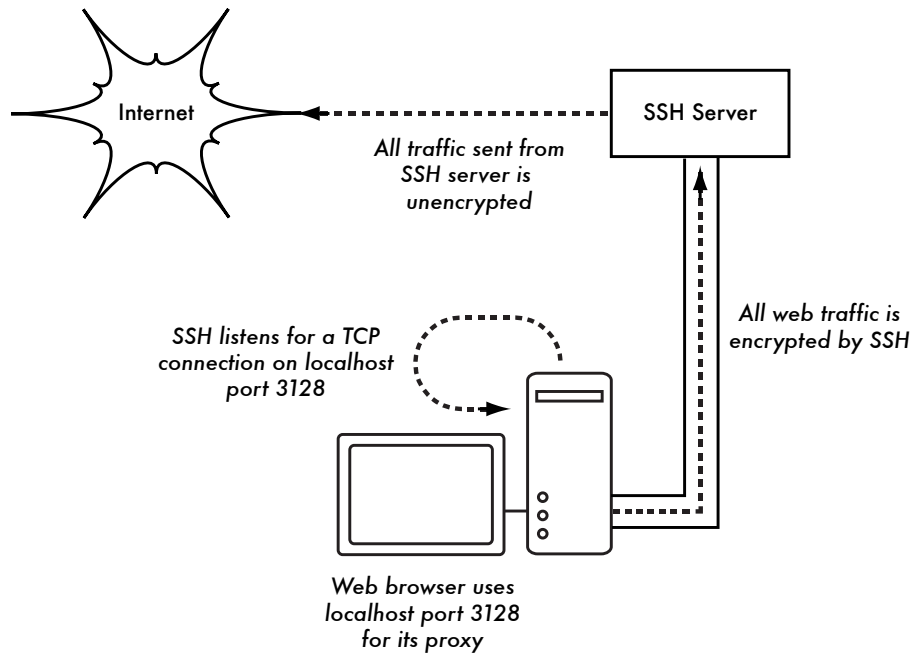 Internet
SSH Server
All traffic sent from
SSH server is
unencrypted
SSH listens for a TCP
connection on localhost
port 3128
All web traffic is
encrypted by SSH
Web browser uses
localhost port 3128
for its proxy